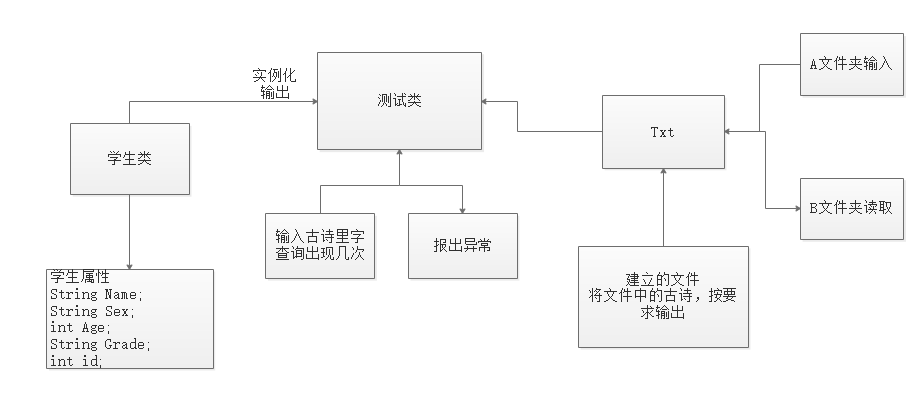 实例化
输出
测试类
A文件夹输入
Txt
学生类
B文件夹读取
输入古诗里字
查询出现几次
报出异常
建立的文件
将文件中的古诗，按要
求输出
学生属性
String Name;
String Sex;
int Age;
String Grade;
int id;